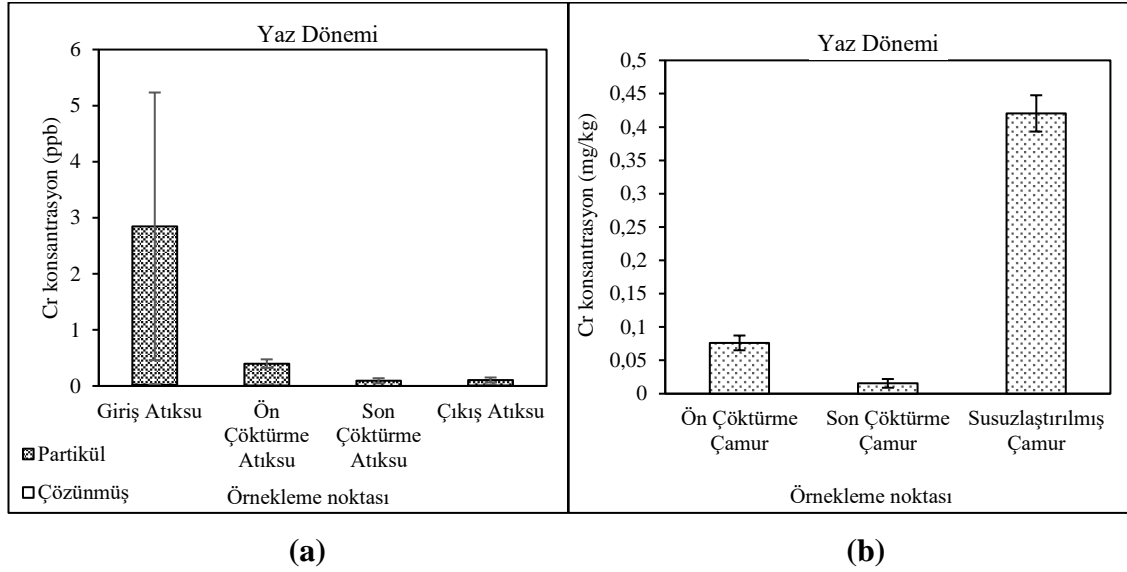 Yaz Dönemi
Cr konsantrasyon (ppb)
6
5
4
3
2
1
0
Giriş Atıksu
Ön
Çöktürme
Atıksu
Son
Çöktürme
Atıksu
Çıkış Atıksu
Partikül
Çözünmüş
Örnekleme noktası
(a)
Yaz Dönemi
Cr konsantrasyon (mg/kg)
0,5
0,45
0,4
0,35
0,3
0,25
0,2
0,15
0,1
0,05
0
Ön Çöktürme
Çamur
Son Çöktürme
Çamur
Susuzlaştırılmış
Çamur
Örnekleme noktası
(b)